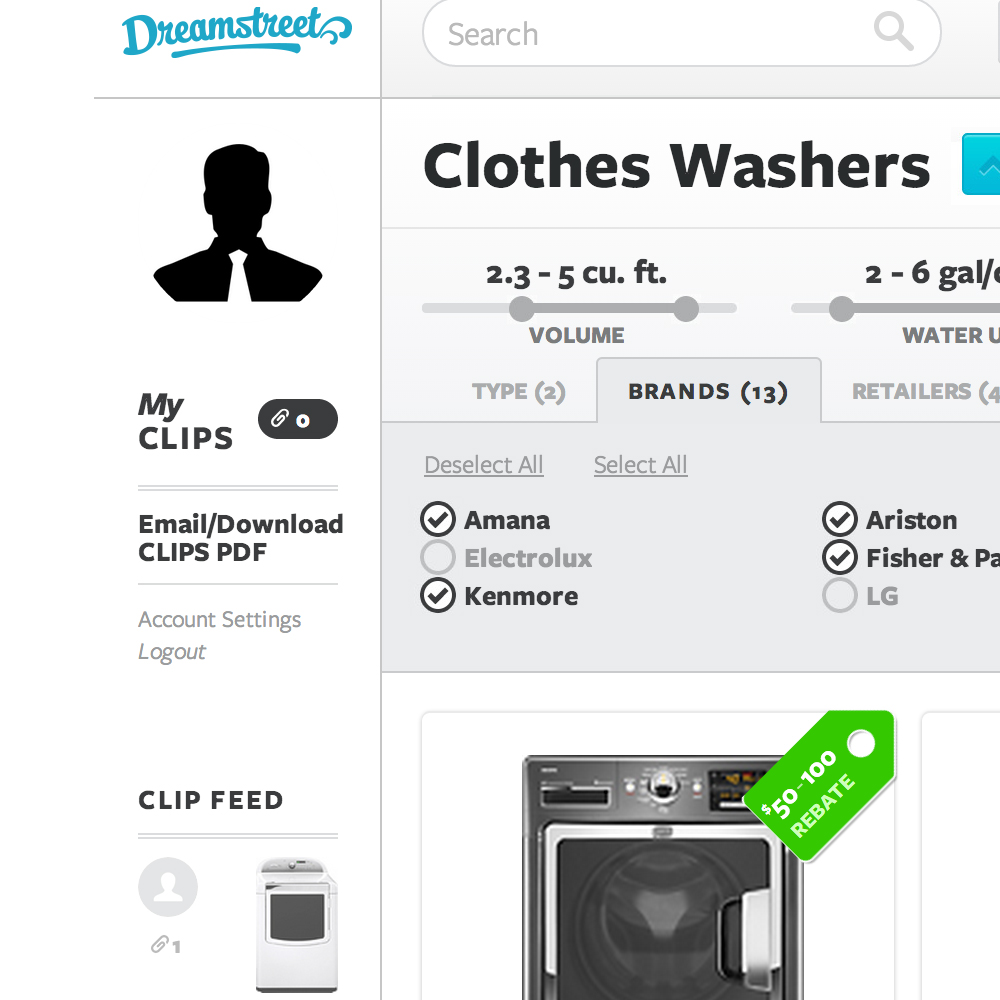 Dreamstreet
Search
Clothes Washers
2.3 - 5 cu. ft.
2 - 6 gal/c
VOLUME
WATER U
TYPE (2)
BRANDS (13)
RETAILERS (4
My
CLIPS
0
Deselect All
Select All
Email/Download
CLIPS PDF
Amana
Ariston
Electrolux
Fisher & Pa
Kenmore
LG
Account Settings
Logout
CLIP FEED
$50-100
REBATE
1